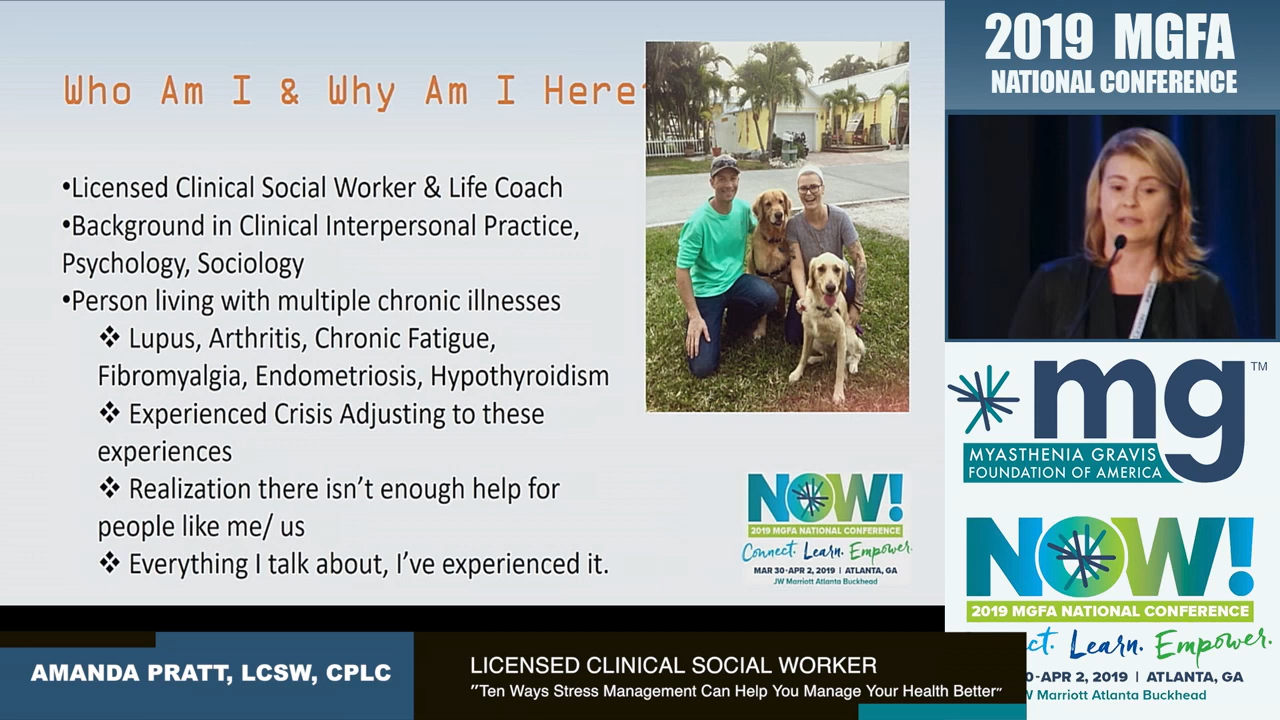 Who Am I & Why Am I Here?
•Licensed Clinical Social Worker & Life Coach
•Background in Clinical Interpersonal Practice,
Psychology, Sociology
•Person living with multiple chronic illnesses
❖ Lupus, Arthritis, Chronic Fatigue,
Fibromyalgia, Endometriosis, Hypothyroidism
❖ Experienced Crisis Adjusting to these
experiences
❖ Realization there isn’t enough help for
people like me/ us
❖ Everything I talk about, I’ve experienced it.
NOW!
2019 MGFA NATIONAL CONFERENCE
Connect. Learn. Empower.
MAR 30-APR 2, 2019 | ATLANTA, GA
JW Marriott Atlanta Buckhead
2019 MGFA
NATIONAL CONFERENCE
mg™
MYASTHENIA GRAVIS
FOUNDATION OF AMERICA
NOW!
2019 MGFA NATIONAL CONFERENCE
ct. Learn. Empower.
0-APR 2, 2019 | ATLANTA, GA
W Marriott Atlanta Buckhead
AMANDA PRATT, LCSW, CPLC
LICENSED CLINICAL SOCIAL WORKER
"Ten Ways Stress Management Can Help You Manage Your Health Better"